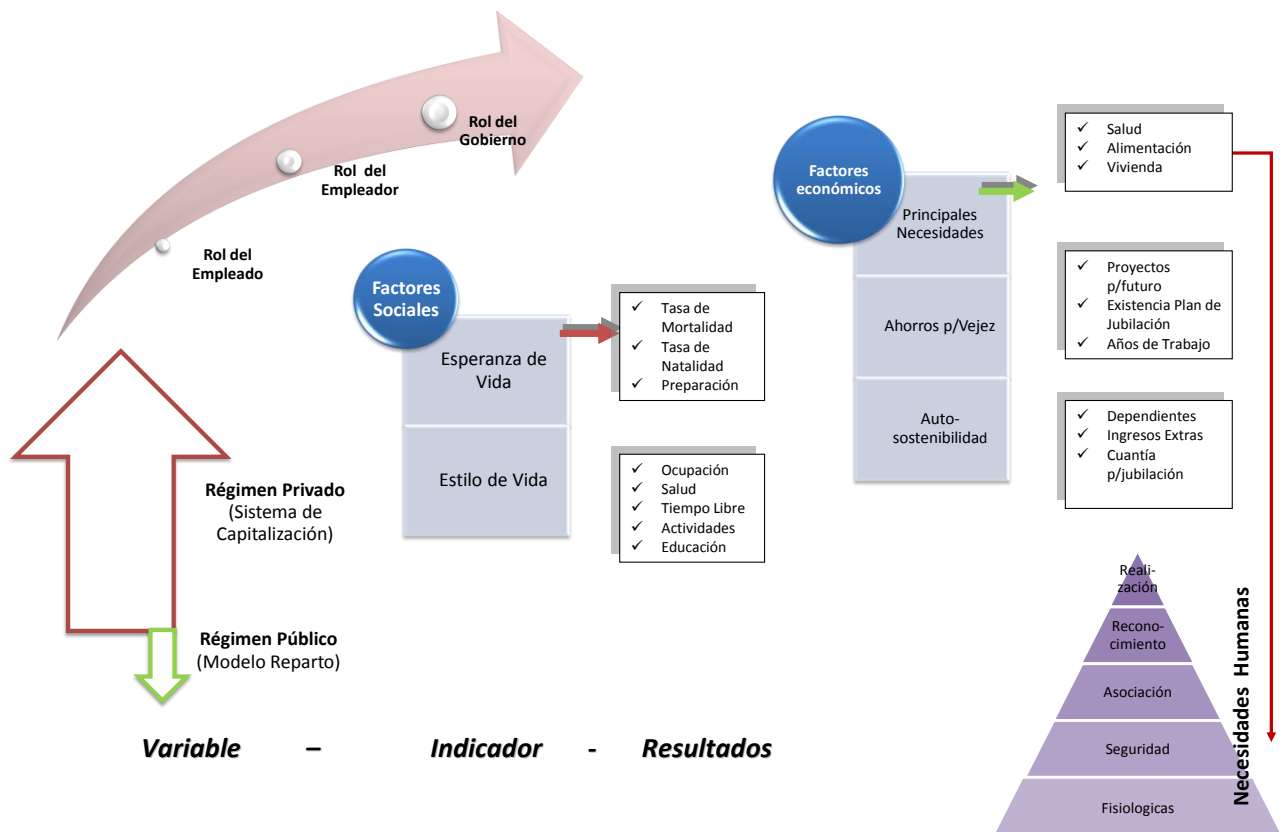 Rol del
Gobierno
Rol del
Empleador
Rol del
Empleado
Régimen Privado
(Sistema de
Capitalización)
Régimen Público
(Modelo Reparto)
Factores
Sociales
Esperanza de
Vida
Estilo de Vida
✓ Tasa de
Mortalidad
✓ Tasa de
Natalidad
✓ Preparación
✓ Ocupación
✓ Salud
✓ Tiempo Libre
✓ Actividades
✓ Educación
Factores
económicos
Principales
Necesidades
Ahorros p/Vejez
Auto-
sostenibilidad
✓ Salud
✓ Alimentación
✓ Vivienda
✓ Proyectos
p/futuro
✓ Existencia Plan de
Jubilación
✓ Años de Trabajo
✓ Dependientes
✓ Ingresos Extras
✓ Cuantía
p/jubilación
Reali-
zación
Recono-
cimiento
Asociación
Seguridad
Fisiologicas
Necesidades Humanas
Variable – Indicador - Resultados